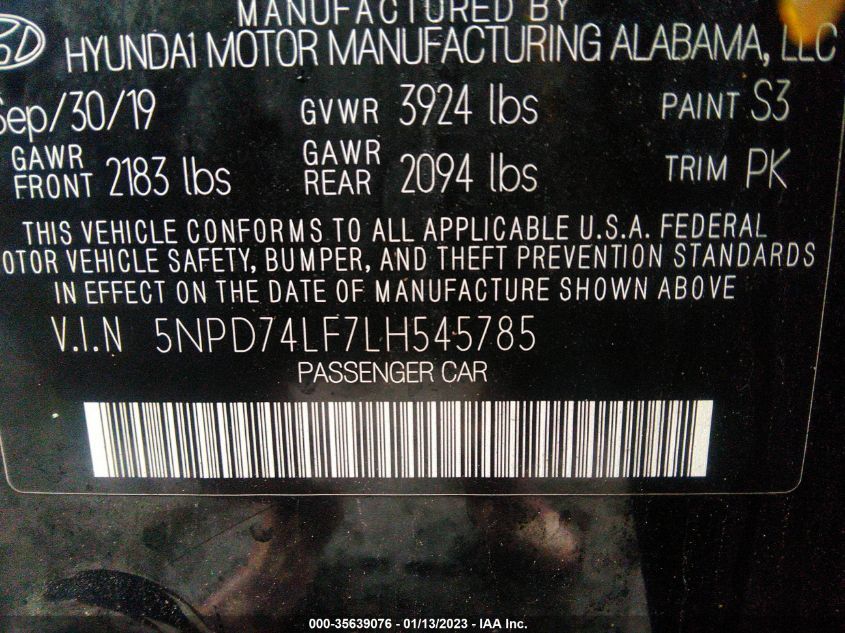 MANUFACTURED BY
HYUNDAI MOTOR MANUFACTURING ALABAMA, LLC
Sep/30/19 GVWR 3924 lbs PAINT S3
GAWR FRONT 2183 lbs GAWR REAR 2094 lbs TRIM PK
THIS VEHICLE CONFORMS TO ALL APPLICABLE U.S.A. FEDERAL
OTOR VEHICLE SAFETY, BUMPER, AND THEFT PREVENTION STANDARDS
IN EFFECT ON THE DATE OF MANUFACTURE SHOWN ABOVE
V.I.N 5NPD74LF7LH545785
PASSENGER CAR
000-35639076 - 01/13/2023 - IAA Inc.